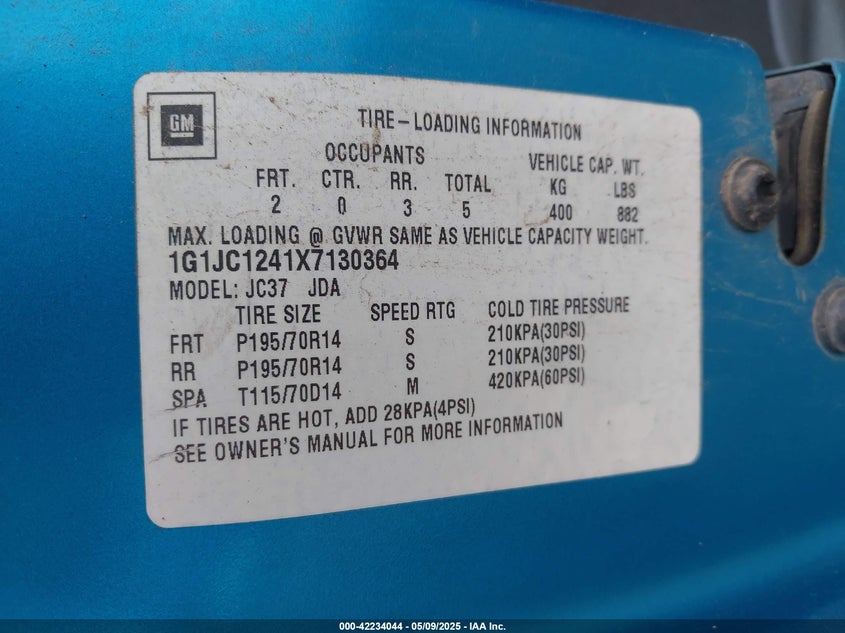 GM
TIRE-LOADING INFORMATION
OCCUPANTS VEHICLE CAP. WT.
FRT. CTR. RR. TOTAL KG LBS
2 0 3 5 400 882
MAX. LOADING @ GVWR SAME AS VEHICLE CAPACITY WEIGHT.
1G1JC1241X7130364
MODEL: JC37 JDA
TIRE SIZE SPEED RTG COLD TIRE PRESSURE
FRT P195/70R14 S 210KPA(30PSI)
RR P195/70R14 S 210KPA(30PSI)
SPA T115/70D14 M 420KPA(60PSI)
IF TIRES ARE HOT, ADD 28KPA(4PSI)
SEE OWNER'S MANUAL FOR MORE INFORMATION
000-42234044 - 05/09/2025 - IAA Inc.